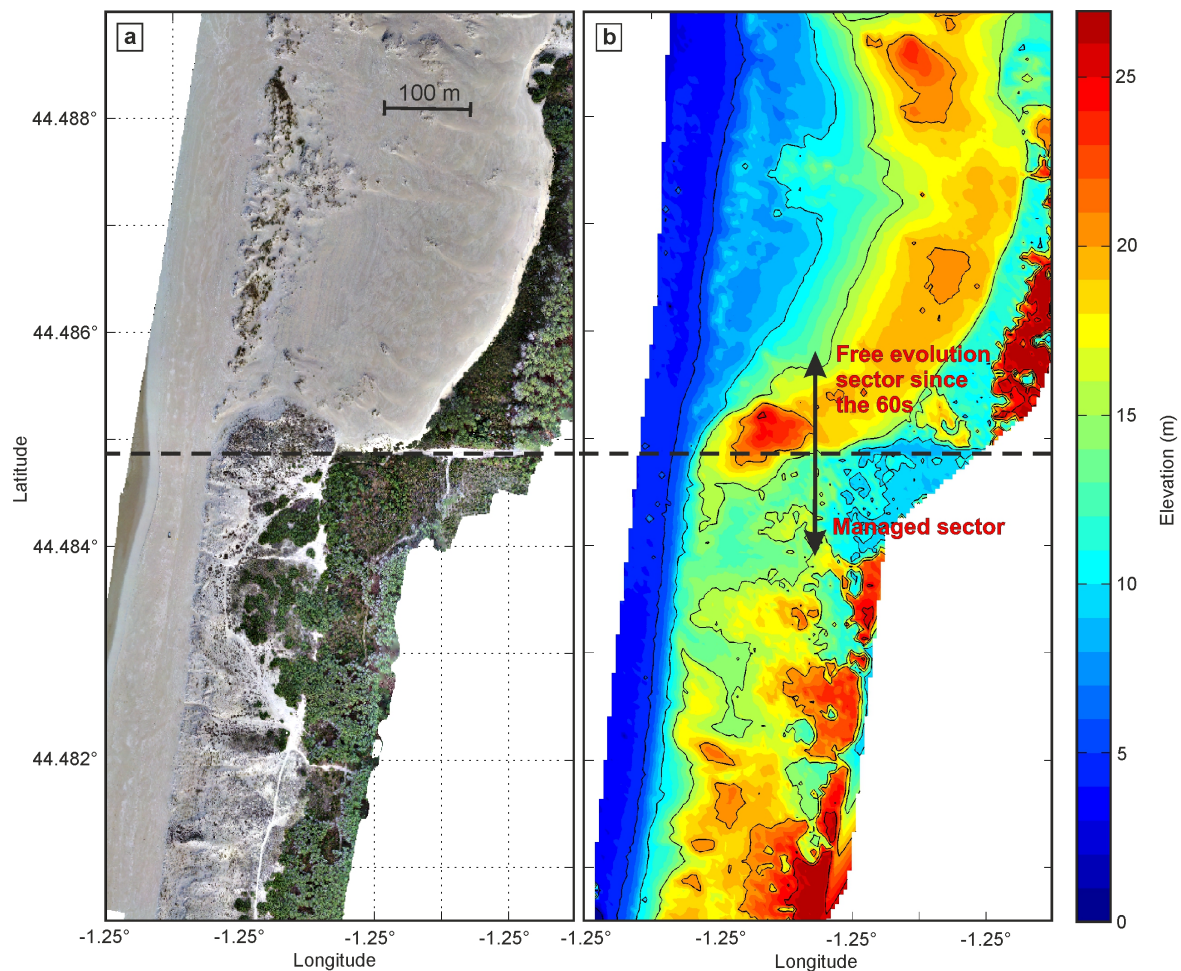 a
b
100 m
44.488°
44.486°
44.484°
44.482°
Latitude
-1.25°
-1.25°
-1.25°
-1.25°
Longitude
Free evolution
sector since
the 60s
Managed sector
-1.25°
-1.25°
-1.25°
Longitude
25
20
15
10
5
0
Elevation (m)